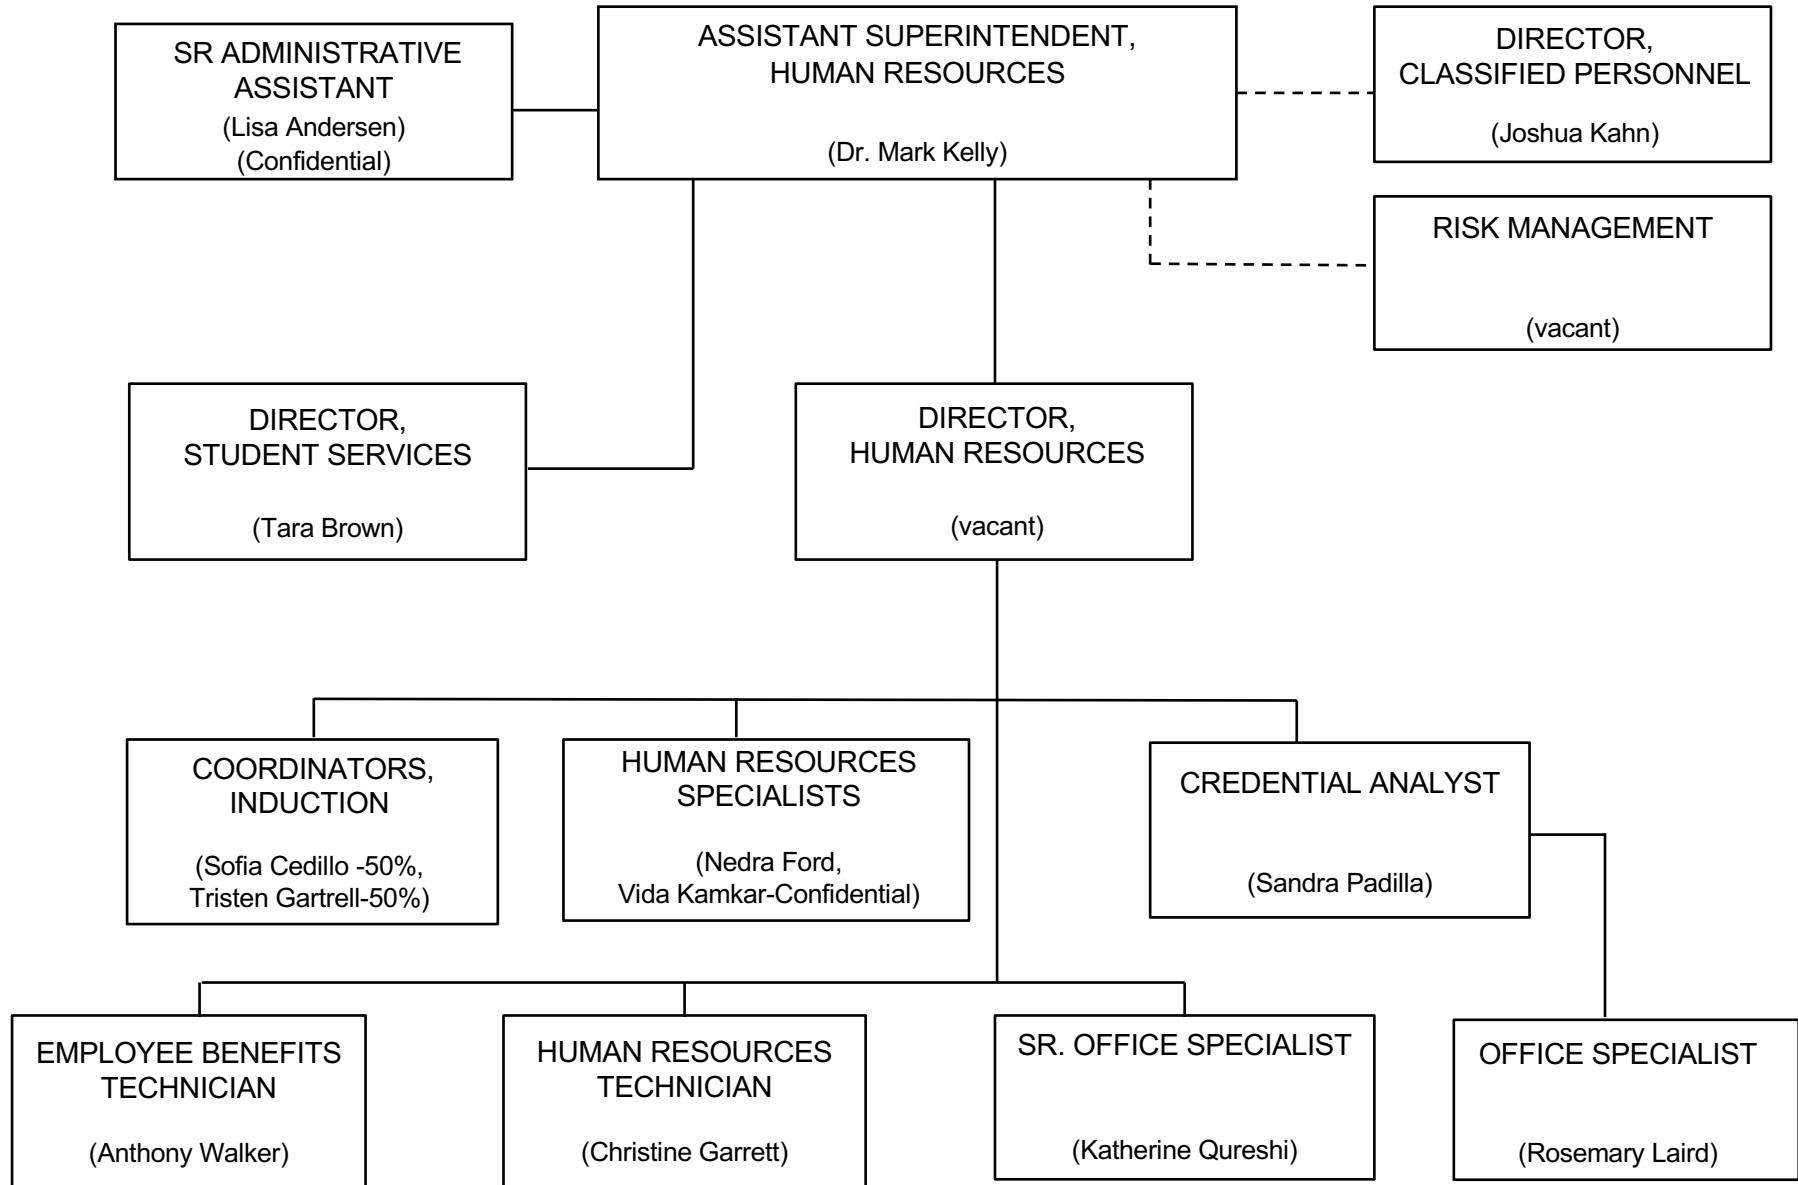 SR ADMINISTRATIVE
ASSISTANT
(Lisa Andersen)
(Confidential)
ASSISTANT SUPERINTENDENT,
HUMAN RESOURCES
(Dr. Mark Kelly)
DIRECTOR,
CLASSIFIED PERSONNEL
(Joshua Kahn)
RISK MANAGEMENT
(vacant)
DIRECTOR,
STUDENT SERVICES
(Tara Brown)
DIRECTOR,
HUMAN RESOURCES
(vacant)
COORDINATORS,
INDUCTION
(Sofia Cedillo -50%,
Tristen Gartrell-50%)
HUMAN RESOURCES
SPECIALISTS
(Nedra Ford,
Vida Kamkar-Confidential)
CREDENTIAL ANALYST
(Sandra Padilla)
EMPLOYEE BENEFITS
TECHNICIAN
(Anthony Walker)
HUMAN RESOURCES
TECHNICIAN
(Christine Garrett)
SR. OFFICE SPECIALIST
(Katherine Qureshi)
OFFICE SPECIALIST
(Rosemary Laird)